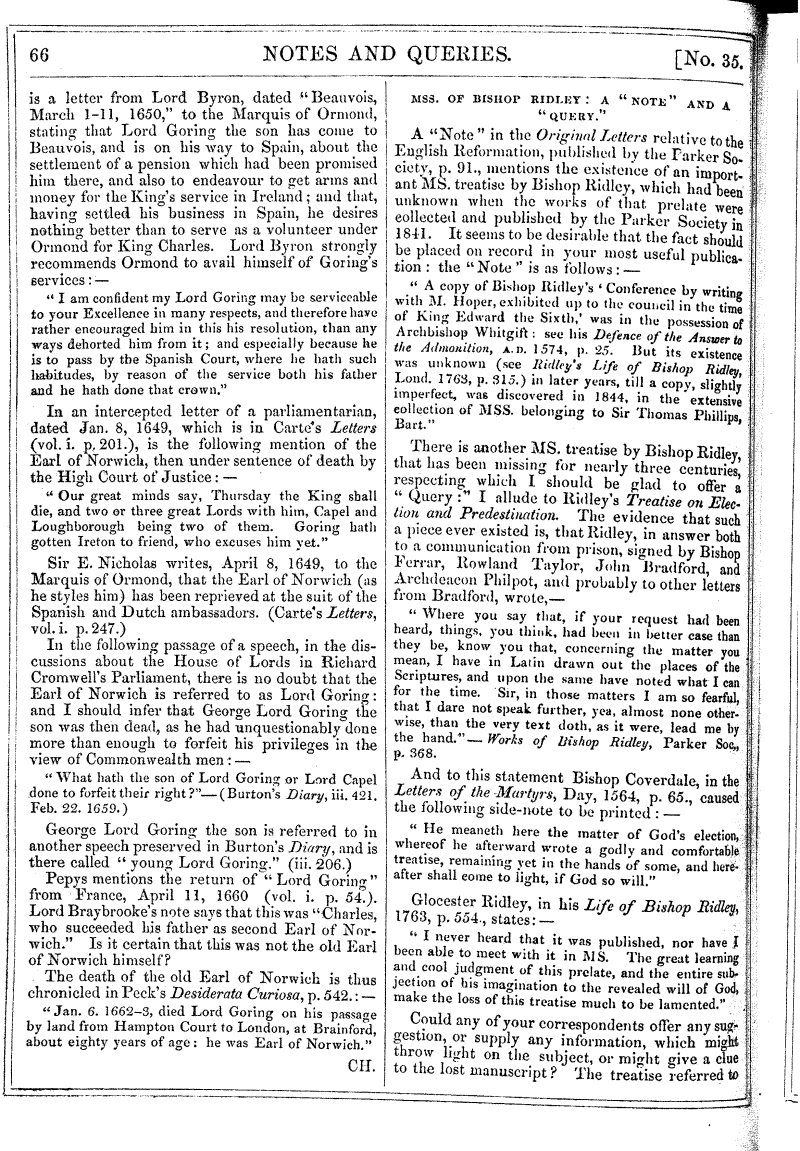 66
NOTES AND QUERIES.
[No. 35.
is a letter from Lord Byron, dated "Beauvois,
March 1-11, 1650," to the Marquis of Ormond,
stating that Lord Goring the son has come to
Beauvois, and is on his way to Spain, about the
settlement of a pension which had been promised
him there, and also to endeavour to get arms and
money for the King's service in Ireland; and that,
having settled his business in Spain, he desires
nothing better than to serve as a volunteer under
Ormond for King Charles. Lord Byron strongly
recommends Ormond to avail himself of Goring's
services:—
"I am confident my Lord Goring may be serviceable
to your Excellence in many respects, and therefore have
rather encouraged him in this his resolution, than any
ways dehorted him from it; and especially because he
is to pass by the Spanish Court, where he hath such
habitudes, by reason of the service both his father
and he hath done that crown."
In an intercepted letter of a parliamentarian,
dated Jan. 8, 1649, which is in Carte's Letters
(vol. i. p. 201.), is the following mention of the
Earl of Norwich, then under sentence of death by
the High Court of Justice:—
"Our great minds say, Thursday the King shall
die, and two or three great Lords with him, Capel and
Loughborough being two of them. Goring hath
gotten Ireton to friend, who excuses him yet."
Sir E. Nicholas writes, April 8, 1649, to the
Marquis of Ormond, that the Earl of Norwich (as
he styles him) has been reprieved at the suit of the
Spanish and Dutch ambassadors. (Carte's Letters,
vol. i. p. 247.)
In the following passage of a speech, in the dis-
cussions about the House of Lords in Richard
Cromwell's Parliament, there is no doubt that the
Earl of Norwich is referred to as Lord Goring:
and I should infer that George Lord Goring the
son was then dead, as he had unquestionably done
more than enough to forfeit his privileges in the
view of Commonwealth men:—
"What hath the son of Lord Goring or Lord Capel
done to forfeit their right?"—(Burton's Diary, iii. 421.
Feb. 22. 1659.)
George Lord Goring the son is referred to in
another speech preserved in Burton's Diary, and is
there called "young Lord Goring." (iii. 206.)
Pepys mentions the return of "Lord Goring"
from France, April 11, 1660 (vol. i. p. 54.).
Lord Braybrooke's note says that this was "Charles,
who succeeded his father as second Earl of Nor-
wich." Is it certain that this was not the old Earl
of Norwich himself?
The death of the old Earl of Norwich is thus
chronicled in Peck's Desiderata Curiosa, p. 542.:—
"Jan. 6. 1662-3, died Lord Goring on his passage
by land from Hampton Court to London, at Brainford,
about eighty years of age: he was Earl of Norwich."
CH.
MSS. OF BISHOP RIDLEY: A "NOTE" AND A
"QUERY."
A "Note" in the Original Letters relative to the
English Reformation, published by the Parker So-
ciety, p. 91., mentions the existence of an import-
ant MS. treatise by Bishop Ridley, which had been
unknown when the works of that prelate were
collected and published by the Parker Society in
1841. It seems to be desirable that the fact should
be placed on record in your most useful publica-
tion: the "Note" is as follows:—
"A copy of Bishop Ridley's 'Conference by writing
with M. Hoper, exhibited up to the council in the time
of King Edward the Sixth,' was in the possession of
Archbishop Whitgift: see his Defence of the Answer to
the Admonition, A.D. 1574, p. 25. But its existence
was unknown (see Ridley's Life of Bishop Ridley,
Lond. 1763, p. 315.) in later years, till a copy, slightly
imperfect, was discovered in 1844, in the extensive
collection of MSS. belonging to Sir Thomas Phillips,
Bart."
There is another MS. treatise by Bishop Ridley,
that has been missing for nearly three centuries,
respecting which I should be glad to offer a
"Query:" I allude to Ridley's Treatise on Elec-
tion and Predestination. The evidence that such
a piece ever existed is, that Ridley, in answer both
to a communication from prison, signed by Bishop
Ferrar, Rowland Taylor, John Bradford, and
Archdeacon Philpot, and probably to other letters
from Bradford, wrote,—
"Where you say that, if your request had been
heard, things, you think, had been in better case than
they be, know you that, concerning the matter you
mean, I have in Latin drawn out the places of the
Scriptures, and upon the same have noted what I can
for the time. Sir, in those matters I am so fearful,
that I dare not speak further, yea, almost none other-
wise, than the very text doth, as it were, lead me by
the hand."—Works of Bishop Ridley, Parker Soc.,
p. 368.
And to this statement Bishop Coverdale, in the
Letters of the Martyrs, Day, 1564, p. 65., caused
the following side-note to be printed:—
"He meaneth here the matter of God's election,
whereof he afterward wrote a godly and comfortable
treatise, remaining yet in the hands of some, and here-
after shall come to light, if God so will."
Glocester Ridley, in his Life of Bishop Ridley,
1763, p. 554., states:—
"I never heard that it was published, nor have I
been able to meet with it in MS. The great learning
and cool judgment of this prelate, and the entire sub-
jection of his imagination to the revealed will of God,
make the loss of this treatise much to be lamented."
Could any of your correspondents offer any sug-
gestion, or supply any information, which might
throw light on the subject, or might give a clue
to the lost manuscript? The treatise referred to